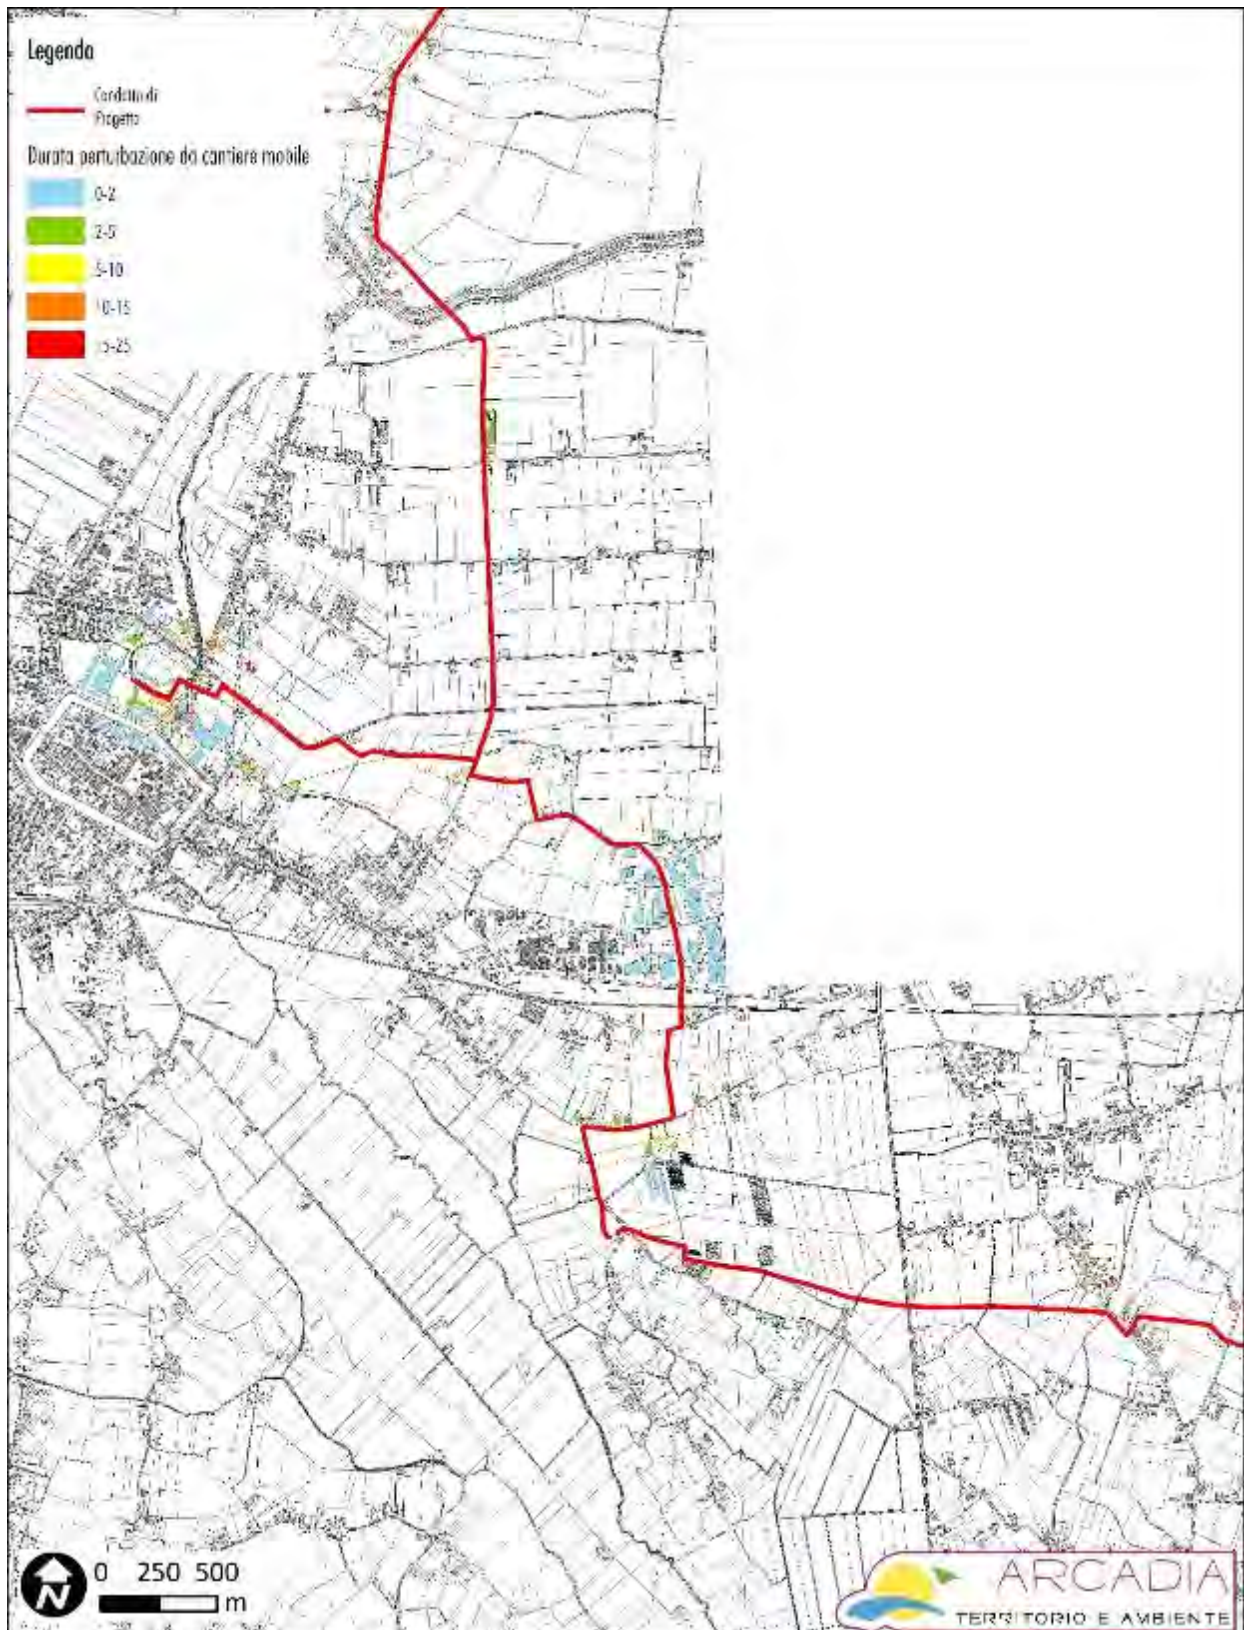 Legenda
Condotta di
Progetto
Durata perturbazione da cantiere mobile
0-2
2-5
5-10
10-15
15-25
N
0 250 500
m
ARCADIA
TERRITORIO E AMBIENTE